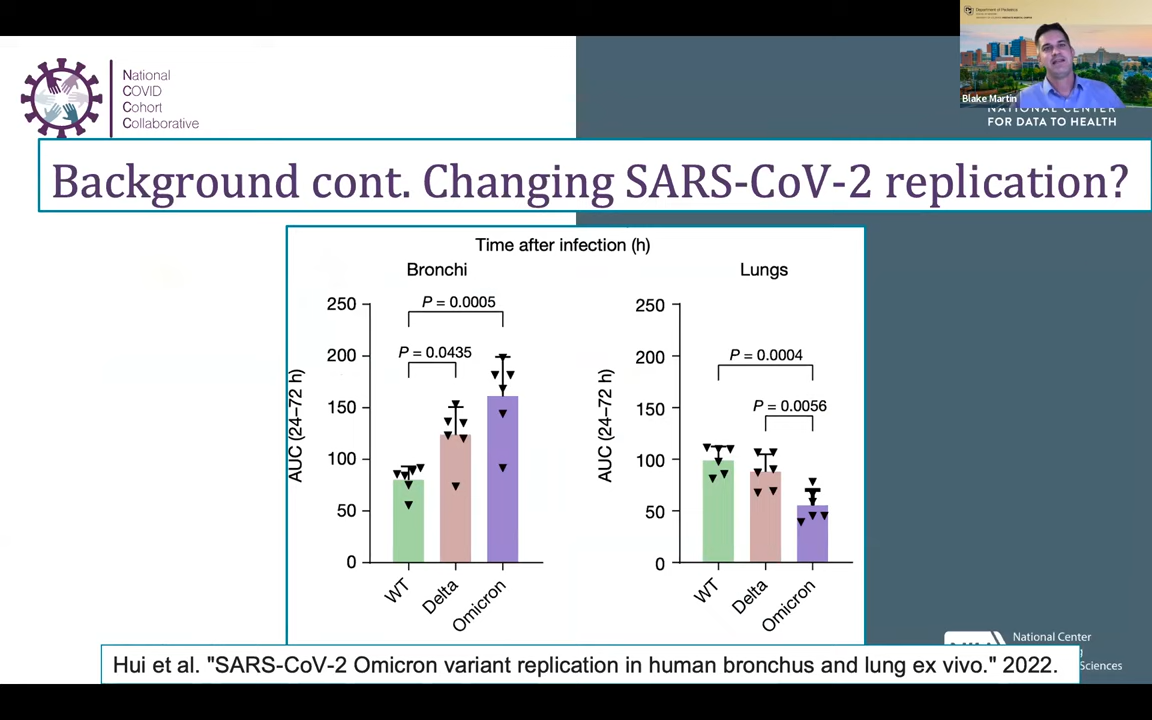 Department of Pediatrics
Blake Martin
National
COVID
Cohort
Collaborative
NATIONAL CENTER
FOR DATA TO HEALTH
Background cont. Changing SARS-CoV-2 replication?
Time after infection (h)
Bronchi
Lungs
AUC (24–72 h)
250
200
150
100
50
0
P = 0.0005
P = 0.0435
WT
Delta
Omicron
AUC (24–72 h)
250
200
150
100
50
0
P = 0.0004
P = 0.0056
WT
Delta
Omicron
National Center
Sciences
Hui et al. "SARS-CoV-2 Omicron variant replication in human bronchus and lung ex vivo." 2022.